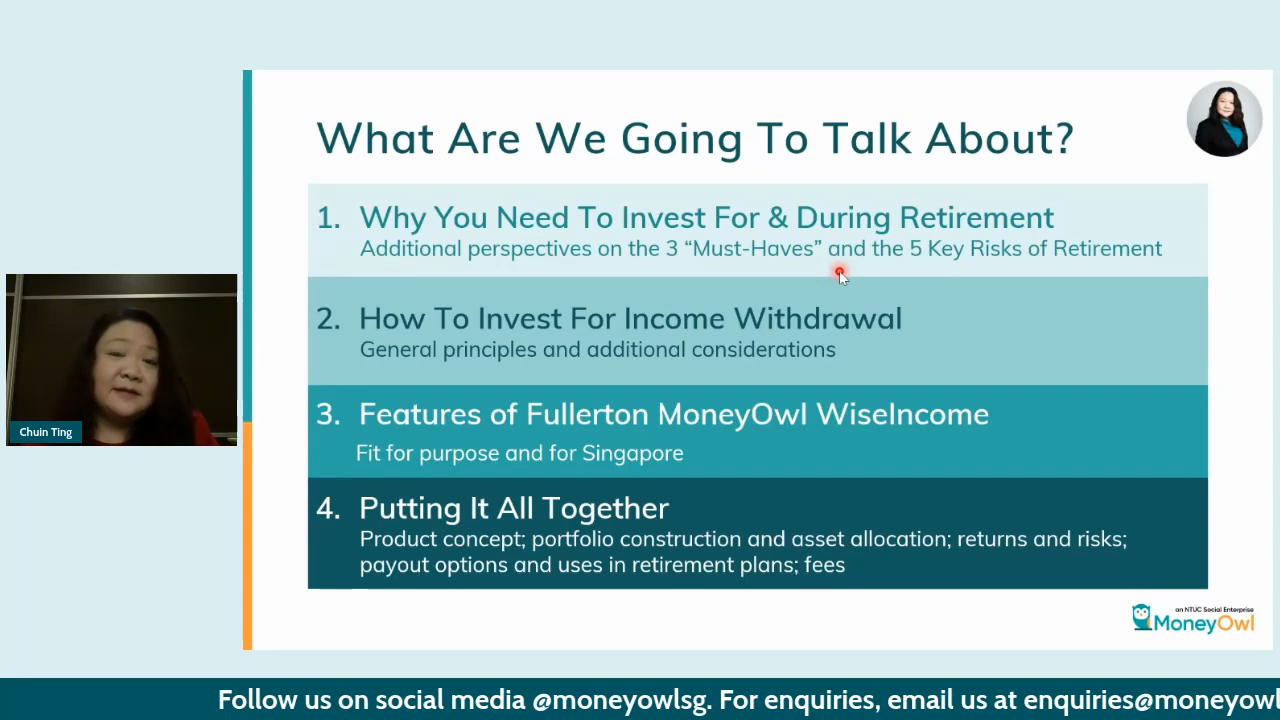 What Are We Going To Talk About?
1. Why You Need To Invest For & During Retirement
Additional perspectives on the 3 “Must-Haves” and the 5 Key Risks of Retirement
2. How To Invest For Income Withdrawal
General principles and additional considerations
3. Features of Fullerton MoneyOwl WiseIncome
Fit for purpose and for Singapore
4. Putting It All Together
Product concept; portfolio construction and asset allocation; returns and risks;
payout options and uses in retirement plans; fees
Chuin Ting
an NTUC Social Enterprise
MoneyOwl
Follow us on social media @moneyowlsg. For enquiries, email us at enquiries@moneyowl